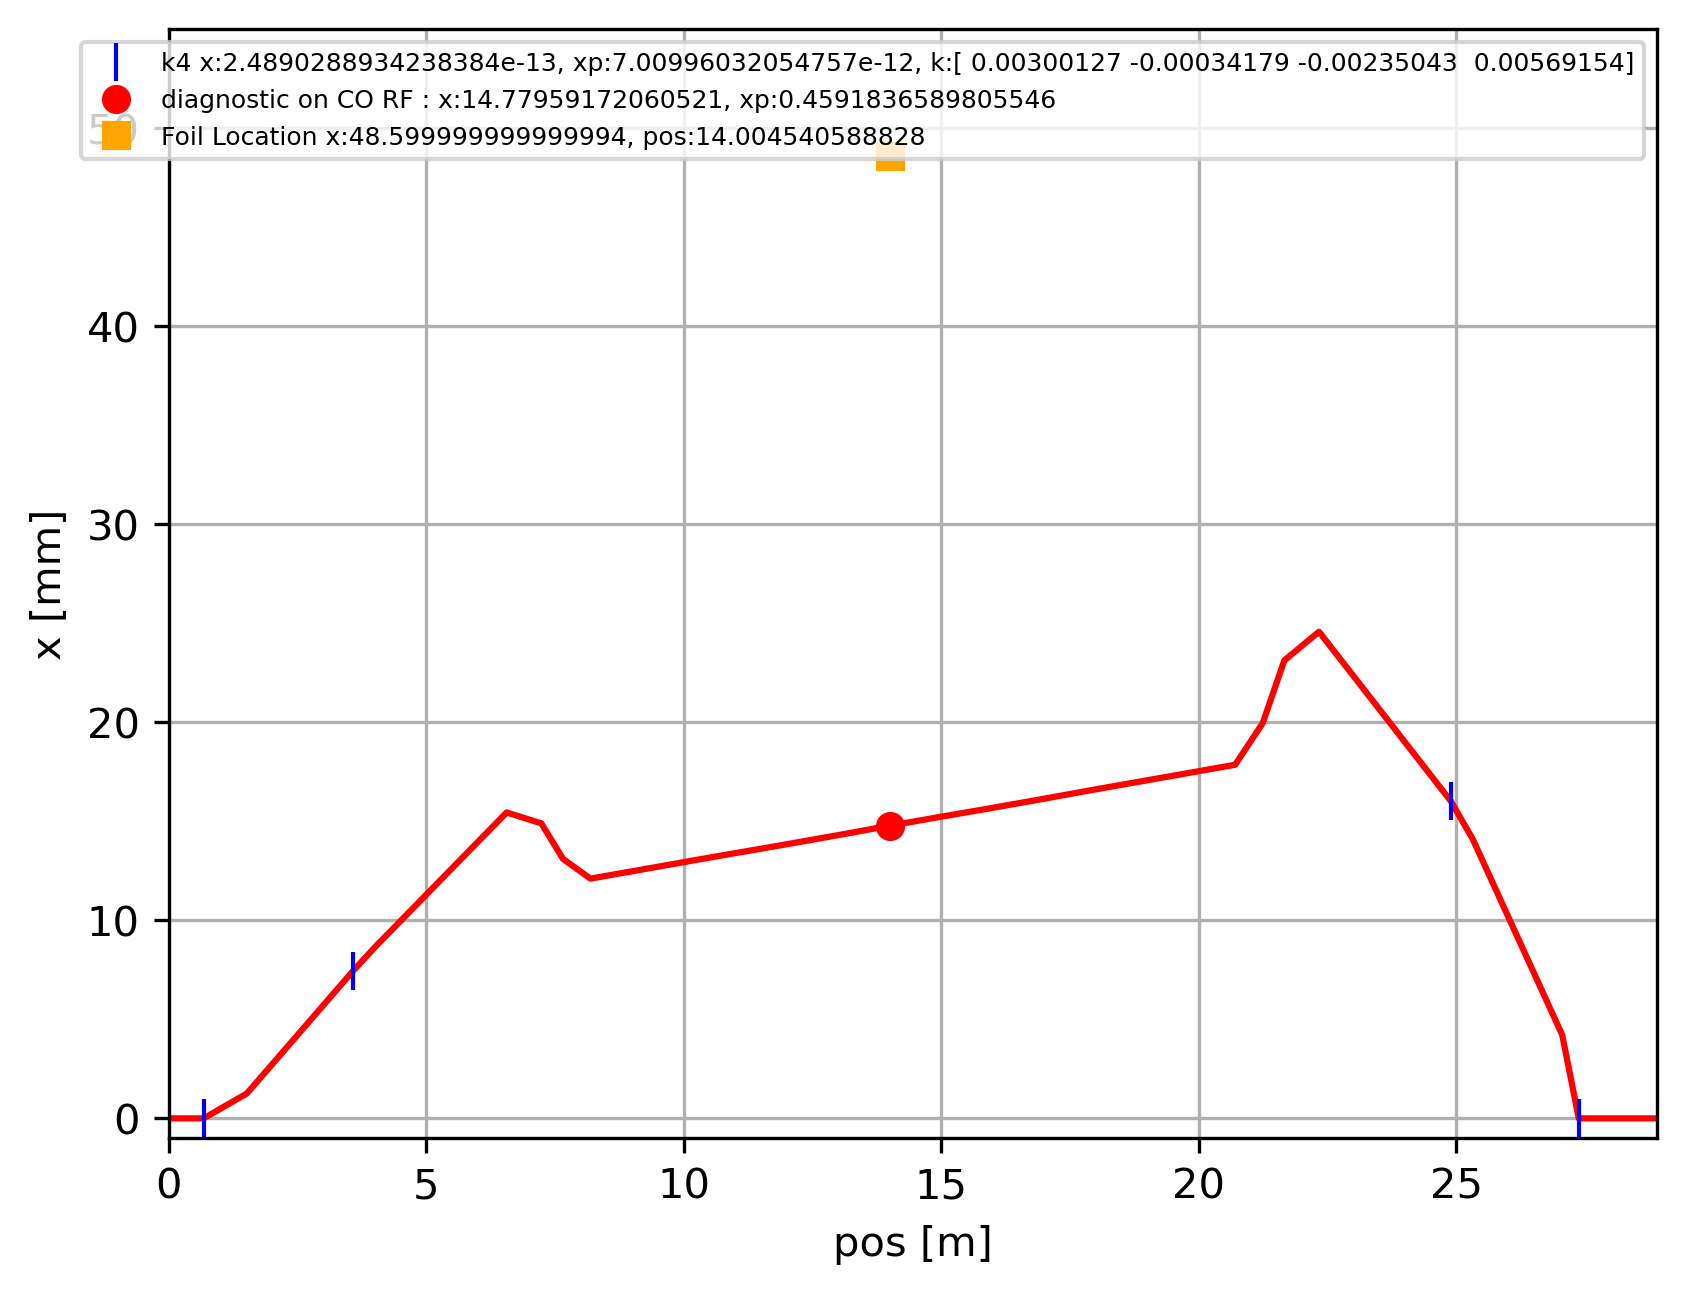 k4 x:2.4890288934238384e-13, xp:7.00996032054757e-12, k:[ 0.00300127 -0.00034179 -0.00235043  0.00569154]
diagnostic on CO RF : x:14.77959172060521, xp:0.4591836589805546
Foil Location x:48.599999999999994, pos:14.004540588828
50
40
30
20
10
0
x [mm]
0 5 10 15 20 25
pos [m]